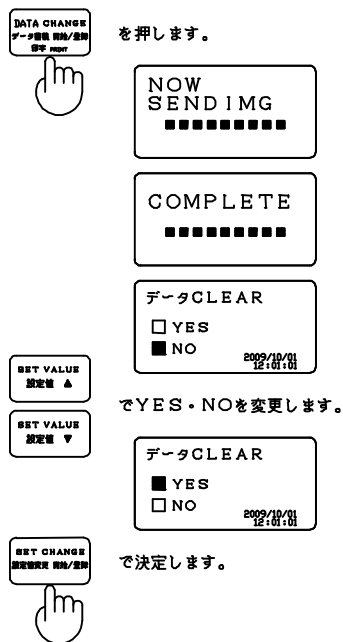 DATA CHANGE
データ書込 開始/登録
印字 PRINT
を押します。
NOW
SENDIMG
COMPLETE
データCLEAR
YES
NO
2009/10/01
12:01:01
SET VALUE
設定値 ▲
SET VALUE
設定値 ▼
でYES・NOを変更します。
データCLEAR
YES
NO
2009/10/01
12:01:01
SET CHANGE
設定値変更 開始/登録
で決定します。